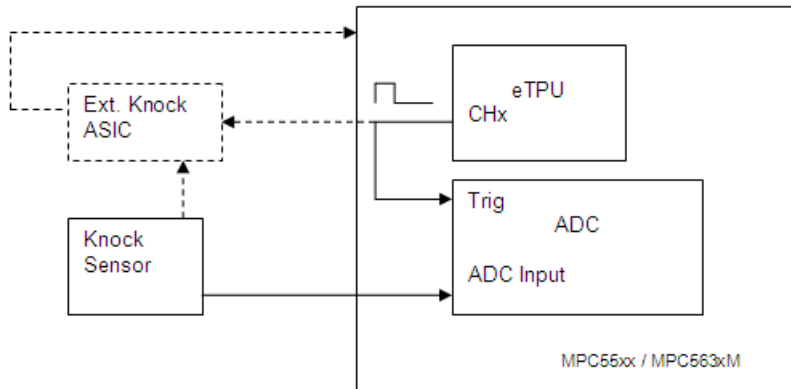 eTPU
CHx
Ext. Knock
ASIC
Trig
ADC
Knock
Sensor
ADC Input
MPC55xx / MPC563xM